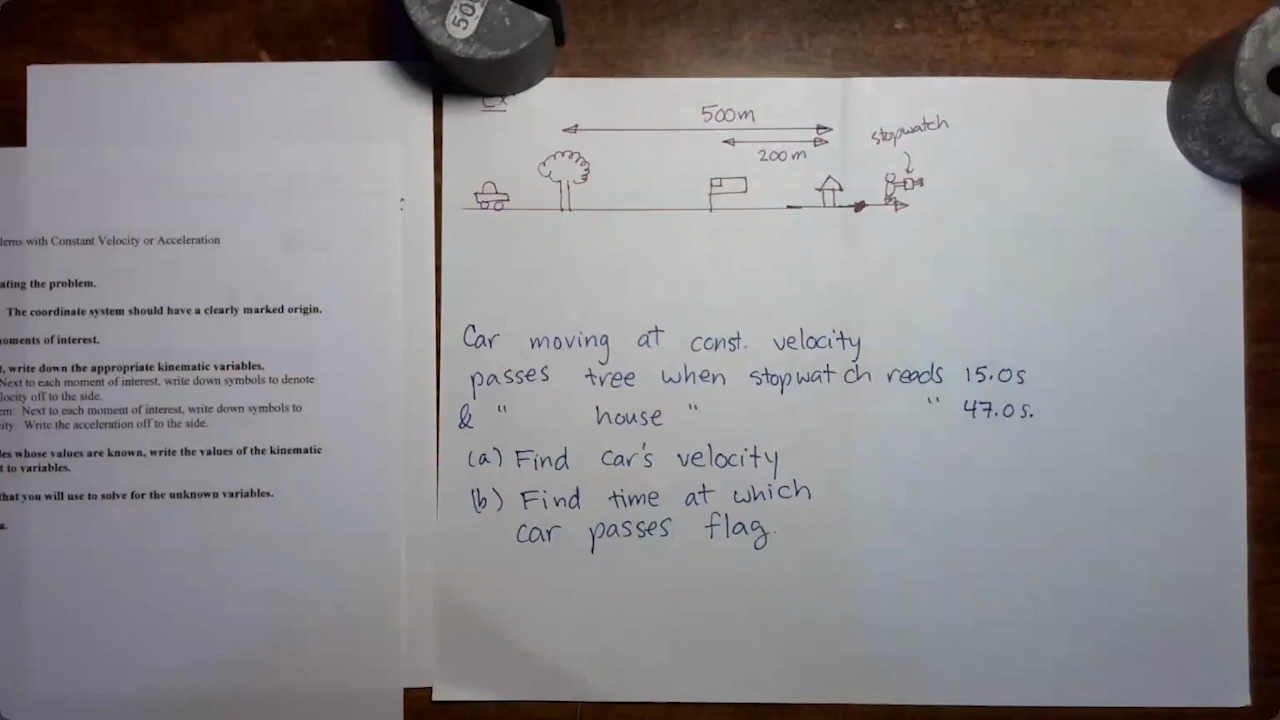 50
Ex
500m
200m
stopwatch
Car moving at const. velocity
passes tree when stopwatch reads 15.0s
& " house " " 47.0s.
(a) Find car's velocity
(b) Find time at which
car passes flag.
lems with Constant Velocity or Acceleration
ating the problem.
The coordinate system should have a clearly marked origin.
oments of interest.
, write down the appropriate kinematic variables.
Next to each moment of interest, write down symbols to denote
locity off to the side.
em: Next to each moment of interest, write down symbols to
ity. Write the acceleration off to the side.
les whose values are known, write the values of the kinematic
t to variables.
that you will use to solve for the unknown variables.